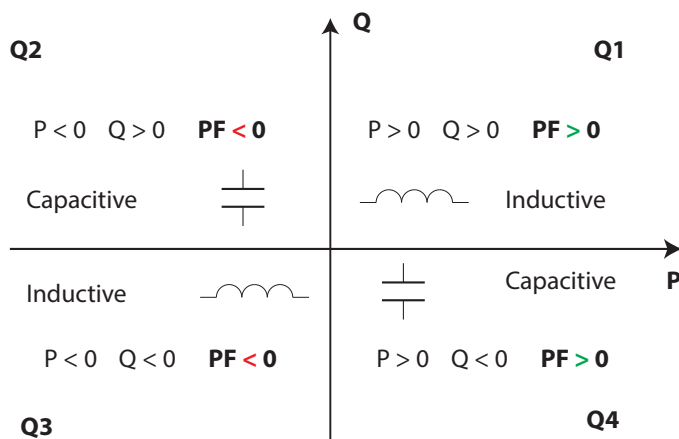 Q
Q2
Q1
P < 0 Q > 0 PF < 0
P > 0 Q > 0 PF > 0
Capacitive
Inductive
Inductive
Capacitive
P
P < 0 Q < 0 PF < 0
P > 0 Q < 0 PF > 0
Q3
Q4